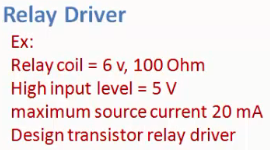 Relay Driver
Ex:
Relay coil = 6 v, 100 Ohm
High input level = 5 V
maximum source current 20 mA
Design transistor relay driver